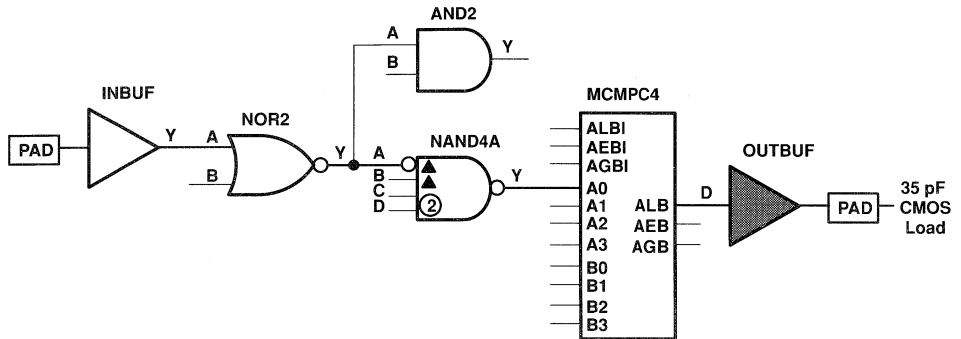 AND2
A
Y
B
INBUF
NOR2
MCMPC4
PAD
Y
A
B
Y
A
NAND4A
B
C
D
2
Y
ALBI
AEBI
AGBI
A0
A1
A2
A3
B0
B1
B2
B3
ALB
AEB
AGB
D
OUTBUF
PAD
35 pF
CMOS
Load